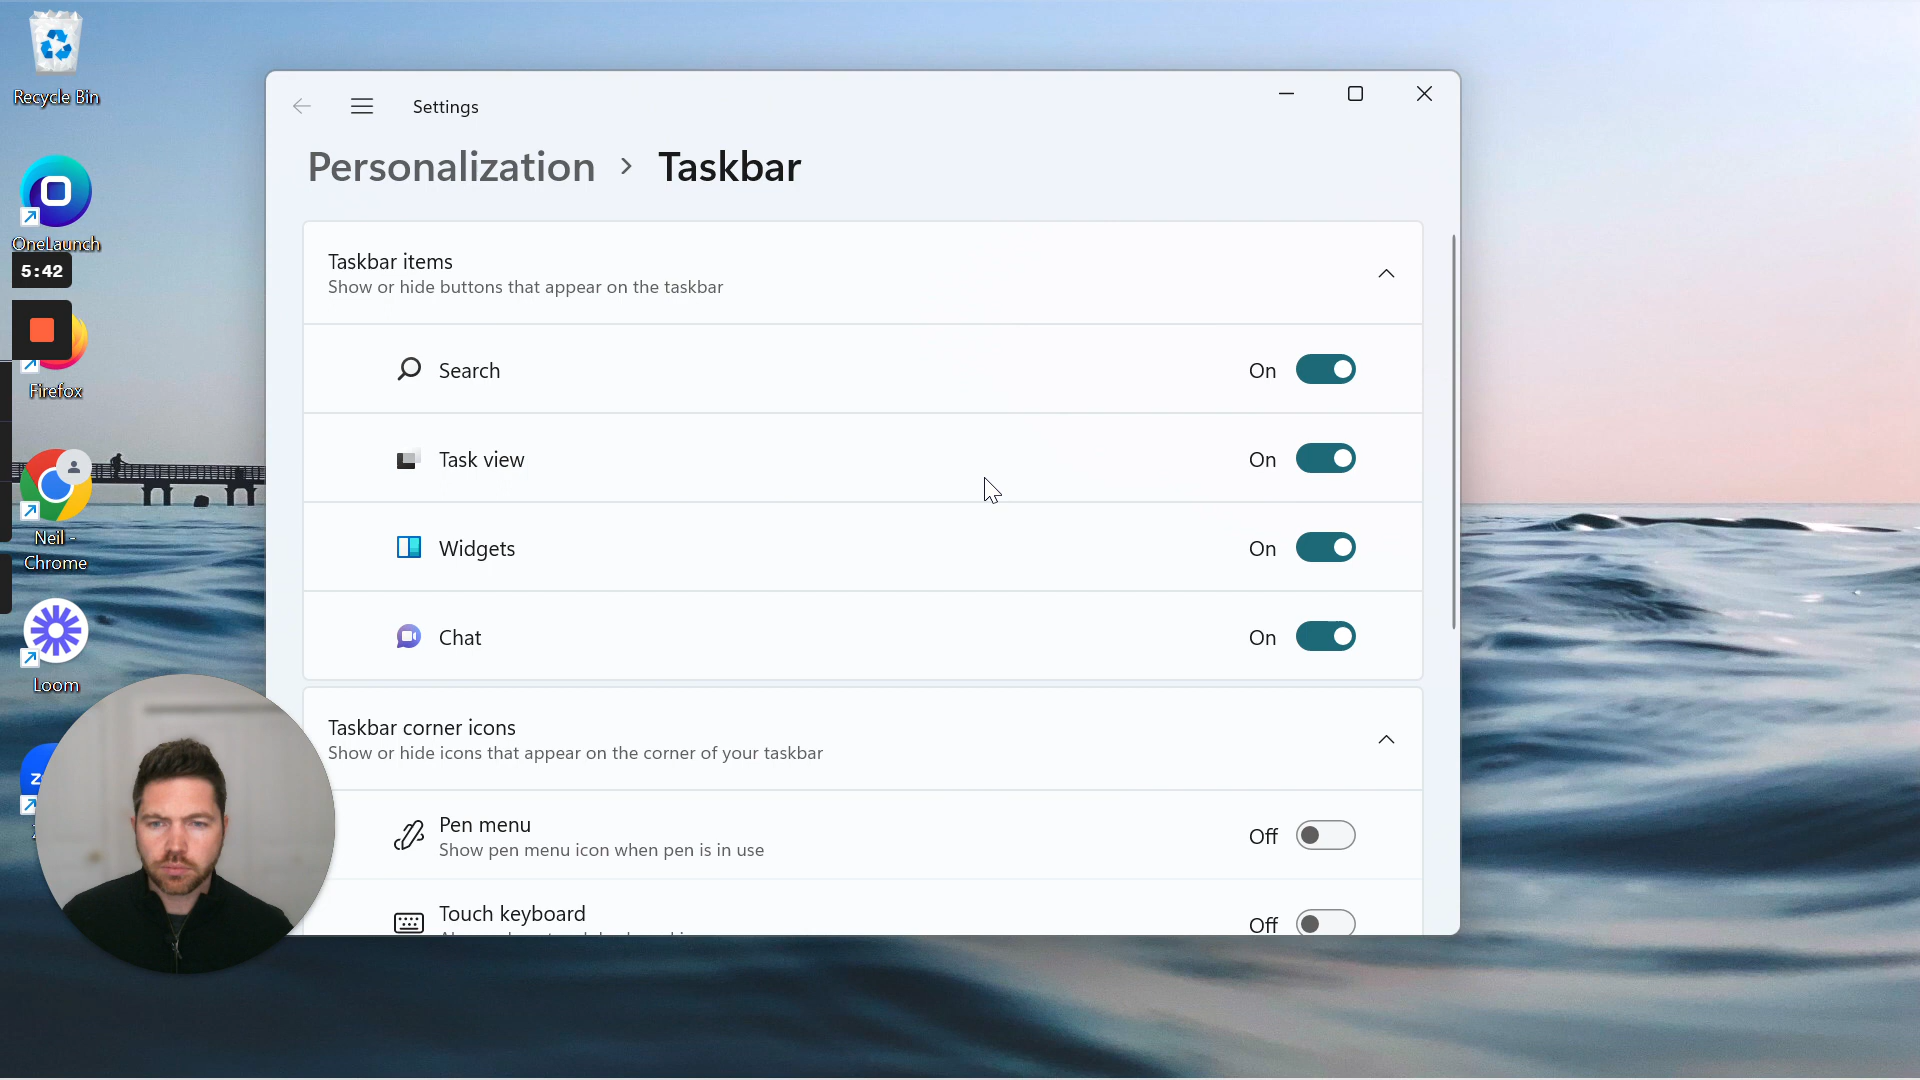 Recycle Bin
OneLaunch
5:42
Firefox
Neil -
Chrome
Loom
Settings
Personalization > Taskbar
Taskbar items
Show or hide buttons that appear on the taskbar
Search On
Task view On
Widgets On
Chat On
Taskbar corner icons
Show or hide icons that appear on the corner of your taskbar
Pen menu
Show pen menu icon when pen is in use
Off
Touch keyboard
Off